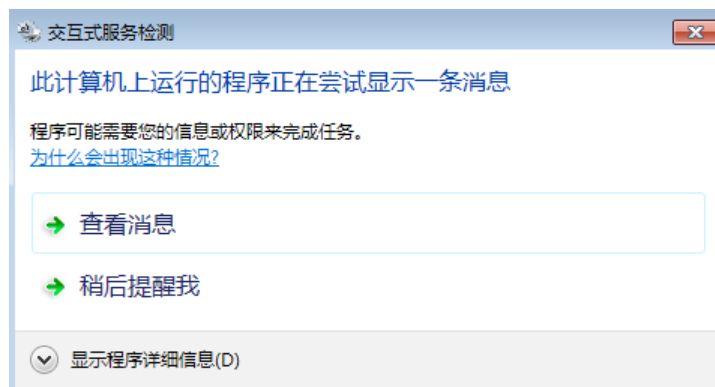 交互式服务检测
此计算机上运行的程序正在尝试显示一条消息
程序可能需要您的信息或权限来完成任务。
为什么会出现这种情况?
查看消息
稍后提醒我
显示程序详细信息(D)